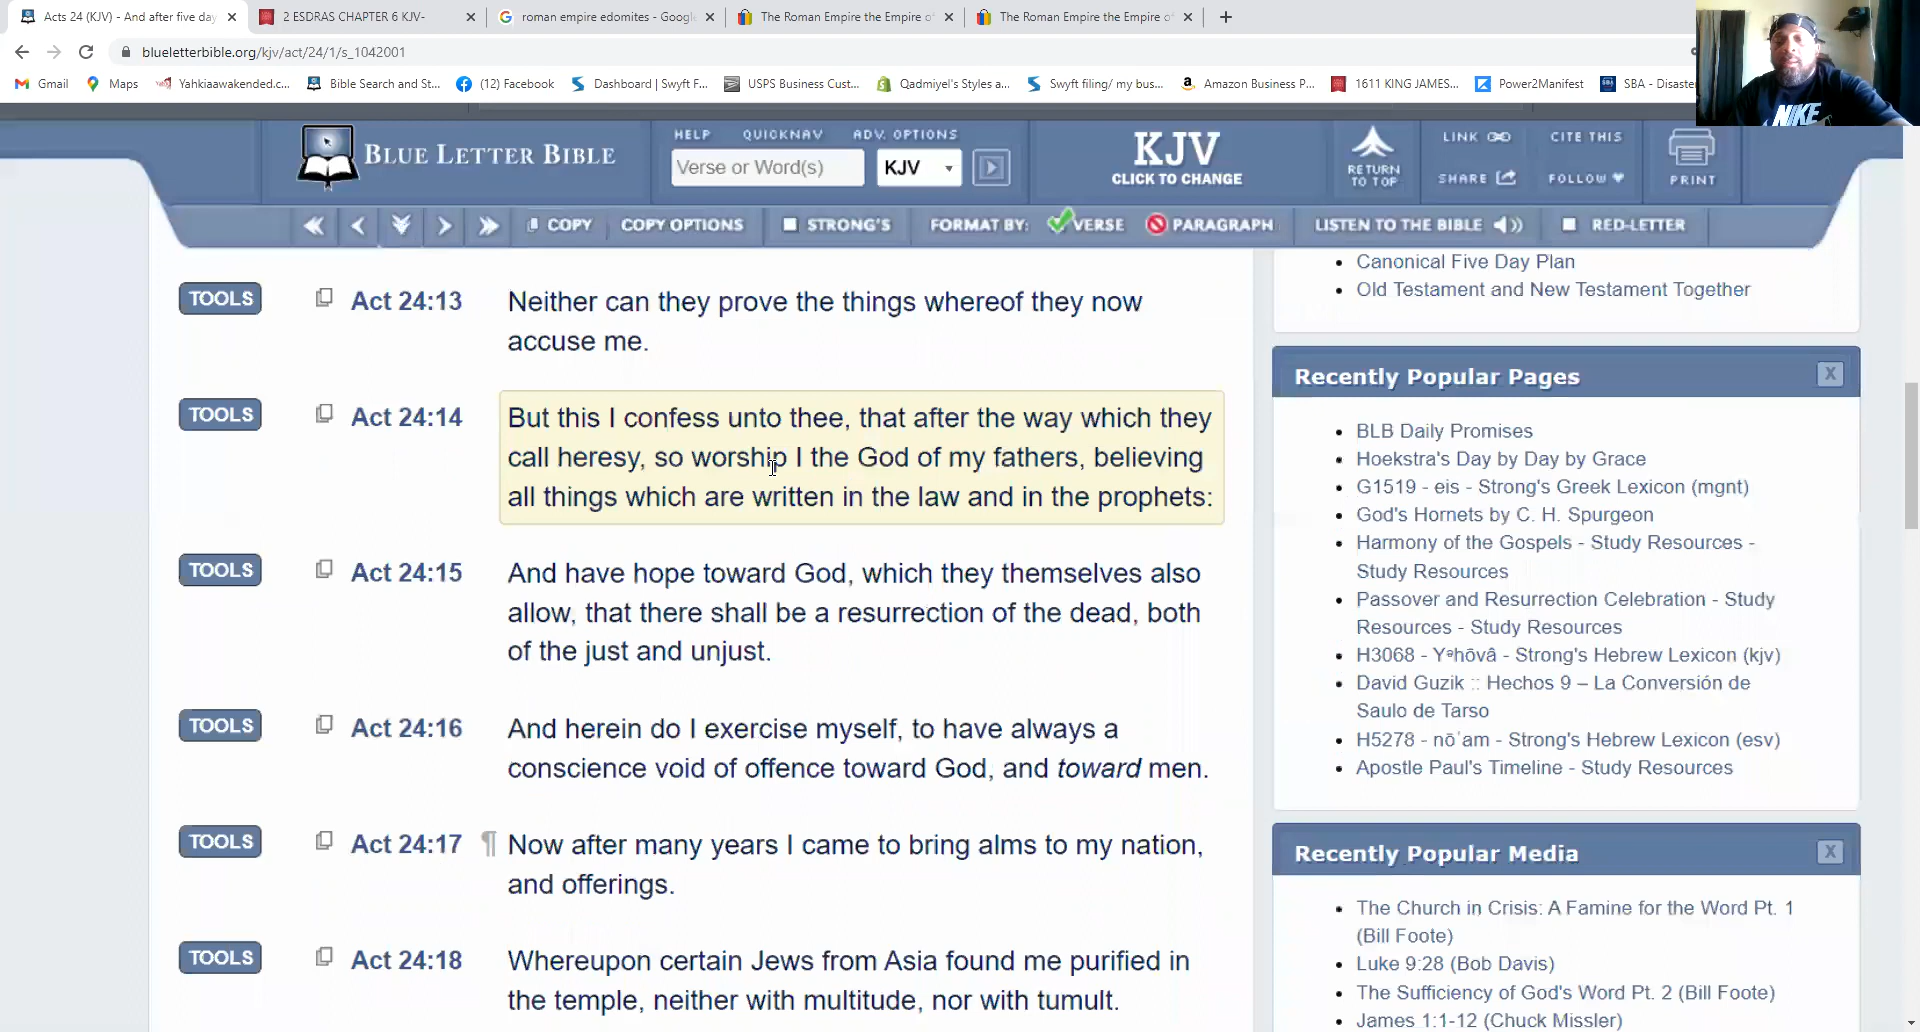 Acts 24 (KJV) - And after five day
2 ESDRAS CHAPTER 6 KJV-
roman empire edomites - Google
The Roman Empire the Empire o
The Roman Empire the Empire of
blueletterbible.org/kjv/act/24/1/s_1042001
Gmail
Maps
Yahkiaawakended.c...
Bible Search and St...
(12) Facebook
Dashboard | Swyft F...
USPS Business Cust...
Qadmiyel's Styles a...
Swyft filing/ my bus...
Amazon Business P...
1611 KING JAMES...
Power2Manifest
SBA - Disaster
NIKE
BLUE LETTER BIBLE
HELP QUICKNAV ADV. OPTIONS
Verse or Word(s)
KJV
KJV
CLICK TO CHANGE
RETURN
TO TOP
LINK
CITE THIS
SHARE
FOLLOW
PRINT
COPY
COPY OPTIONS
STRONG'S
FORMAT BY:
VERSE
PARAGRAPH
LISTEN TO THE BIBLE
RED-LETTER
TOOLS
Act 24:13
Neither can they prove the things whereof they now
accuse me.
TOOLS
Act 24:14
But this I confess unto thee, that after the way which they
call heresy, so worship I the God of my fathers, believing
all things which are written in the law and in the prophets:
TOOLS
Act 24:15
And have hope toward God, which they themselves also
allow, that there shall be a resurrection of the dead, both
of the just and unjust.
TOOLS
Act 24:16
And herein do I exercise myself, to have always a
conscience void of offence toward God, and toward men.
TOOLS
Act 24:17
¶ Now after many years I came to bring alms to my nation,
and offerings.
TOOLS
Act 24:18
Whereupon certain Jews from Asia found me purified in
the temple, neither with multitude, nor with tumult.
Canonical Five Day Plan
Old Testament and New Testament Together
Recently Popular Pages
X
BLB Daily Promises
Hoekstra's Day by Day by Grace
G1519 - eis - Strong's Greek Lexicon (mgnt)
God's Hornets by C. H. Spurgeon
Harmony of the Gospels - Study Resources -
Study Resources
Passover and Resurrection Celebration - Study
Resources - Study Resources
H3068 - Yᵊhōvâ - Strong's Hebrew Lexicon (kjv)
David Guzik :: Hechos 9 – La Conversión de
Saulo de Tarso
H5278 - nōʿam - Strong's Hebrew Lexicon (esv)
Apostle Paul's Timeline - Study Resources
Recently Popular Media
X
The Church in Crisis: A Famine for the Word Pt. 1
(Bill Foote)
Luke 9:28 (Bob Davis)
The Sufficiency of God's Word Pt. 2 (Bill Foote)
James 1:1-12 (Chuck Missler)